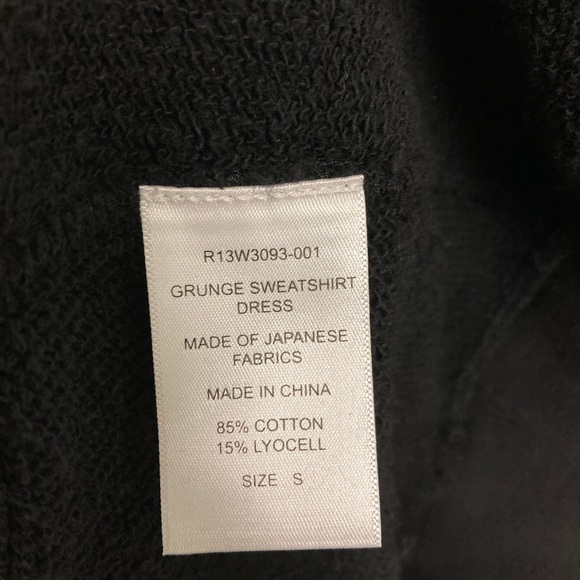 R13W3093-001
GRUNGE SWEATSHIRT
DRESS
MADE OF JAPANESE
FABRICS
MADE IN CHINA
85% COTTON
15% LYOCELL
SIZE S